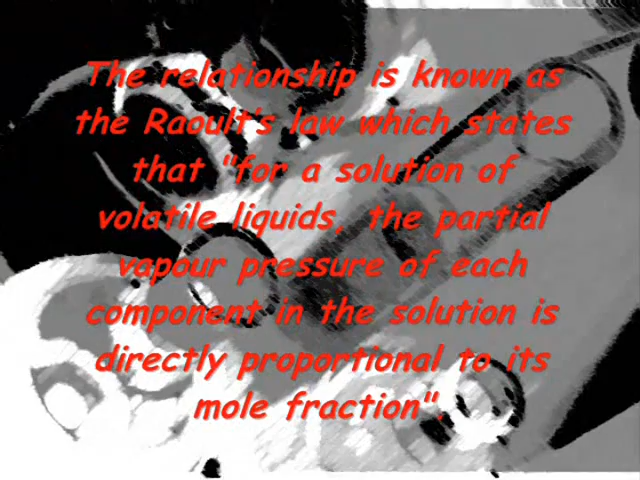 The relationship is known as
the Raoult's law which states
that "for a solution of
volatile liquids, the partial
vapour pressure of each
component in the solution is
directly proportional to its
mole fraction".